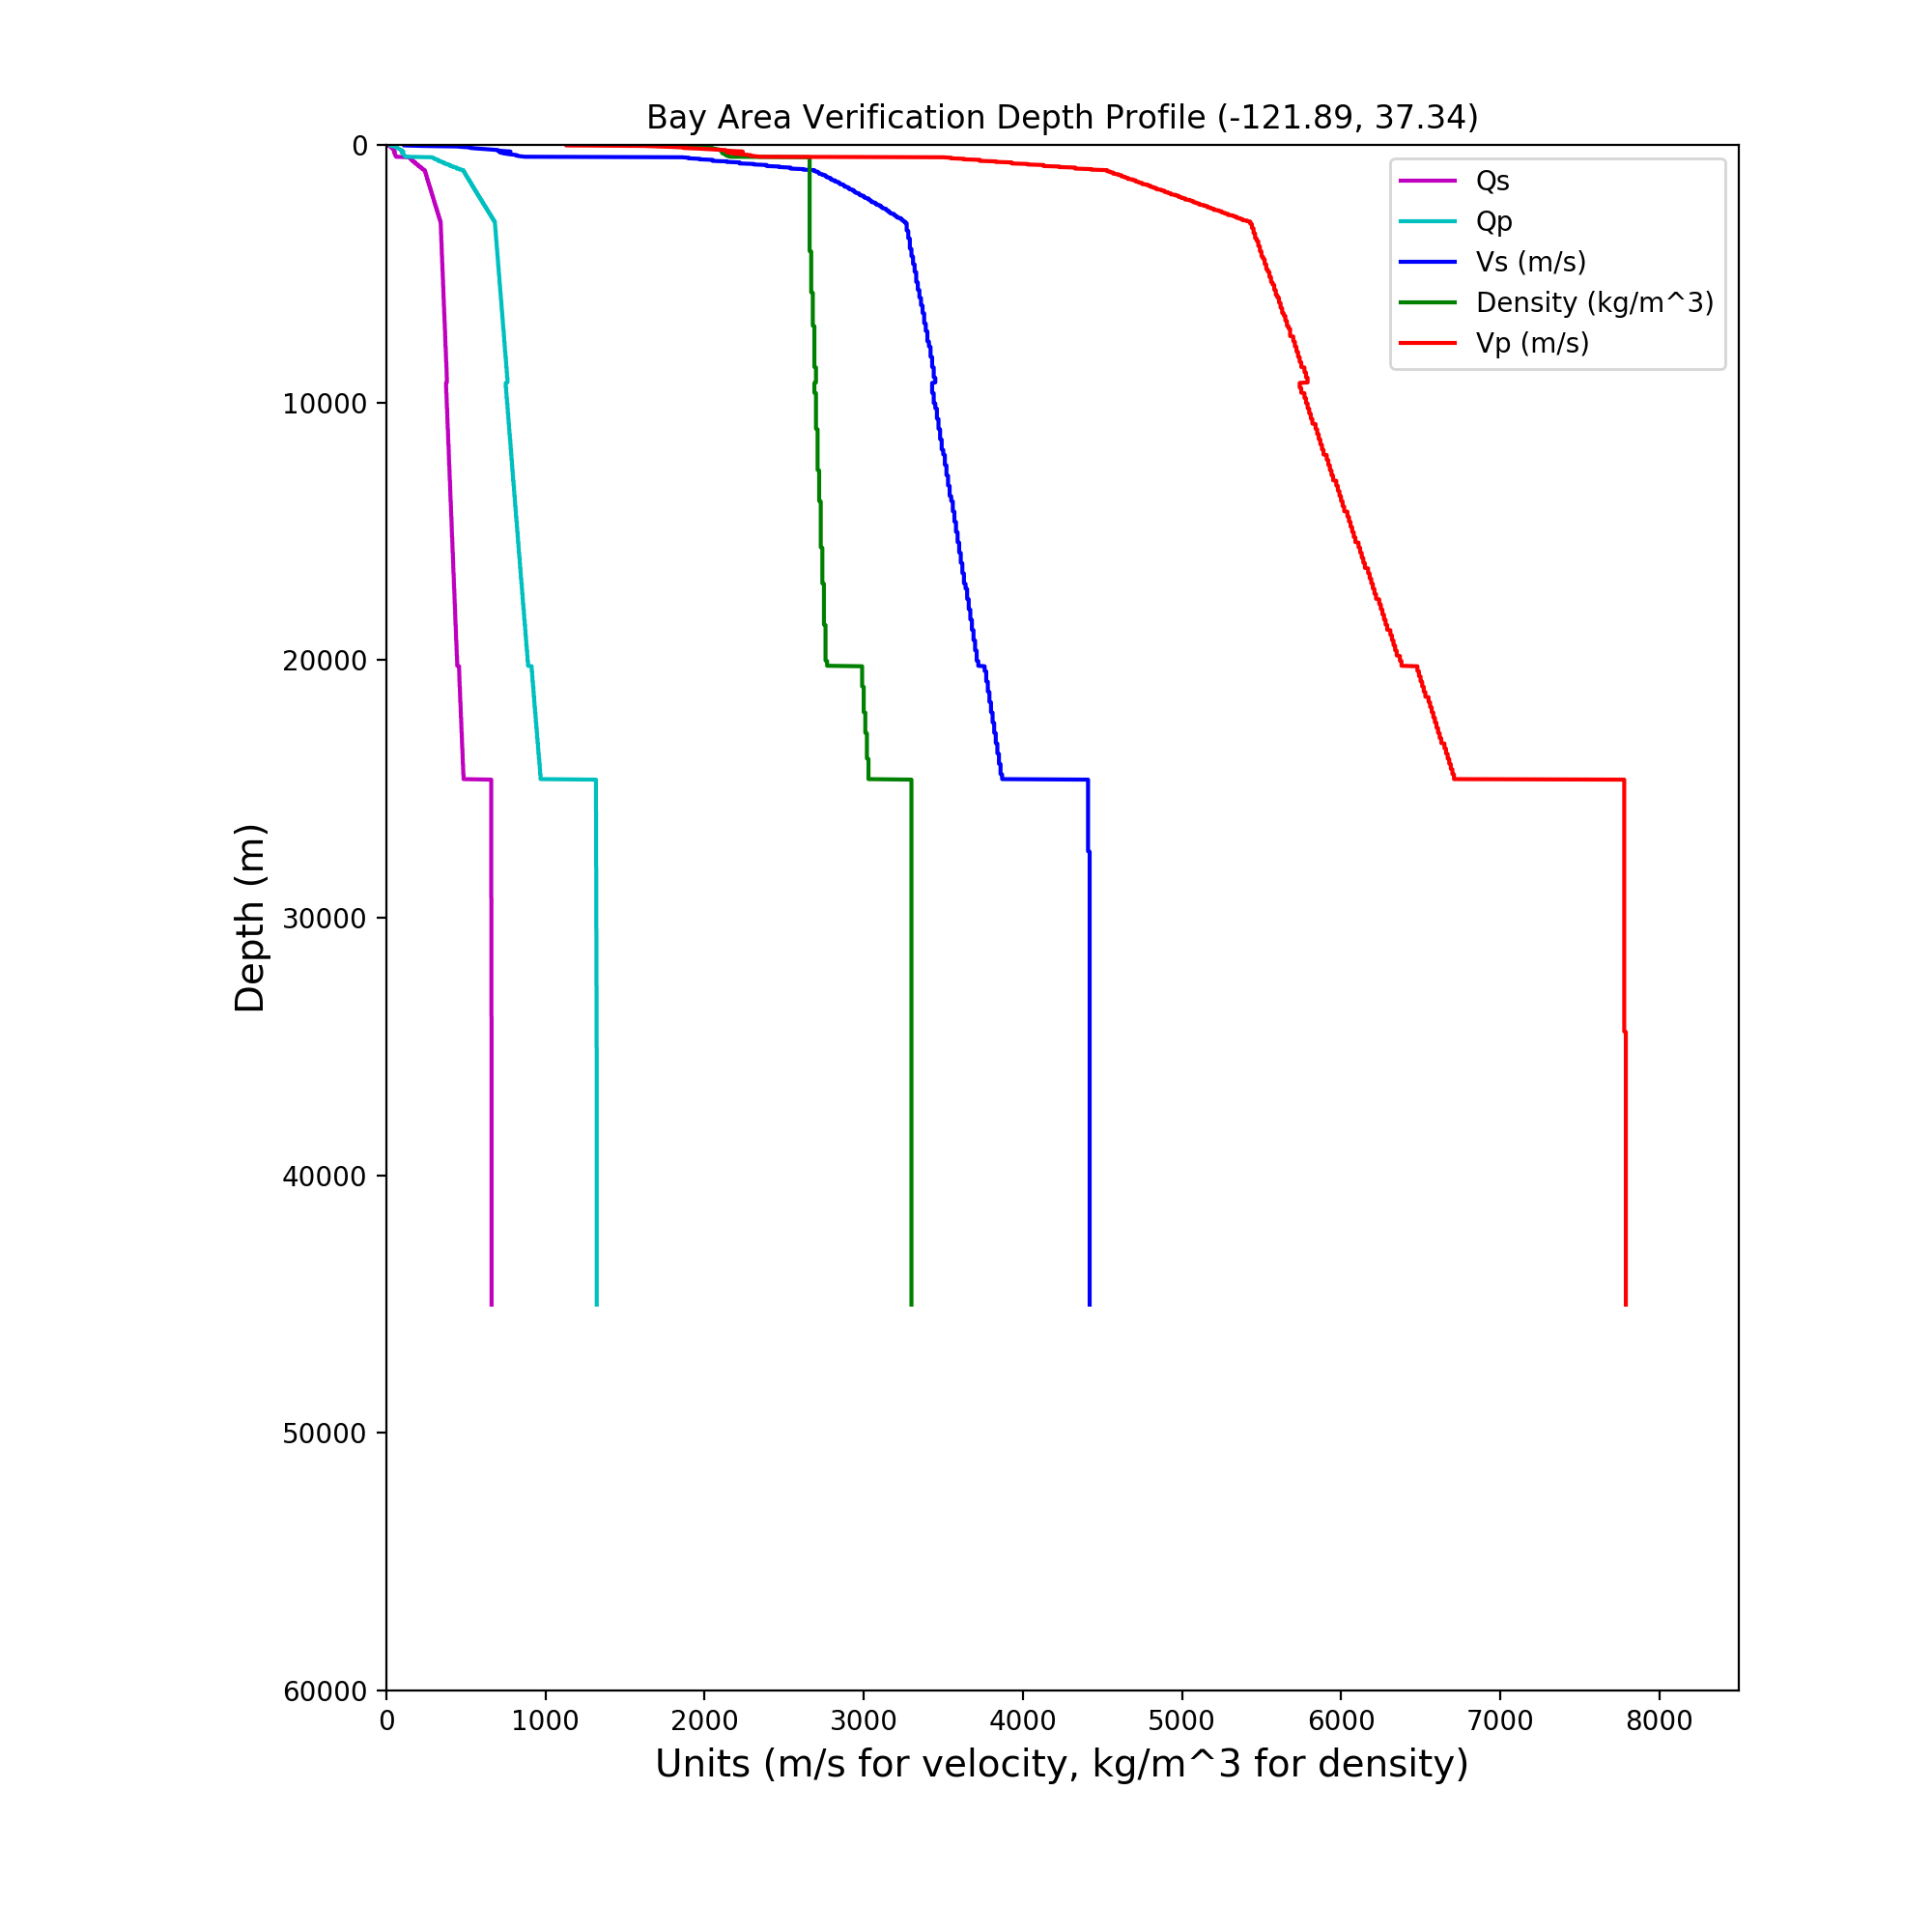 Bay Area Verification Depth Profile (-121.89, 37.34)
0
10000
20000
30000
40000
50000
60000
Depth (m)
Qs
Qp
Vs (m/s)
Density (kg/m^3)
Vp (m/s)
0 1000 2000 3000 4000 5000 6000 7000 8000
Units (m/s for velocity, kg/m^3 for density)